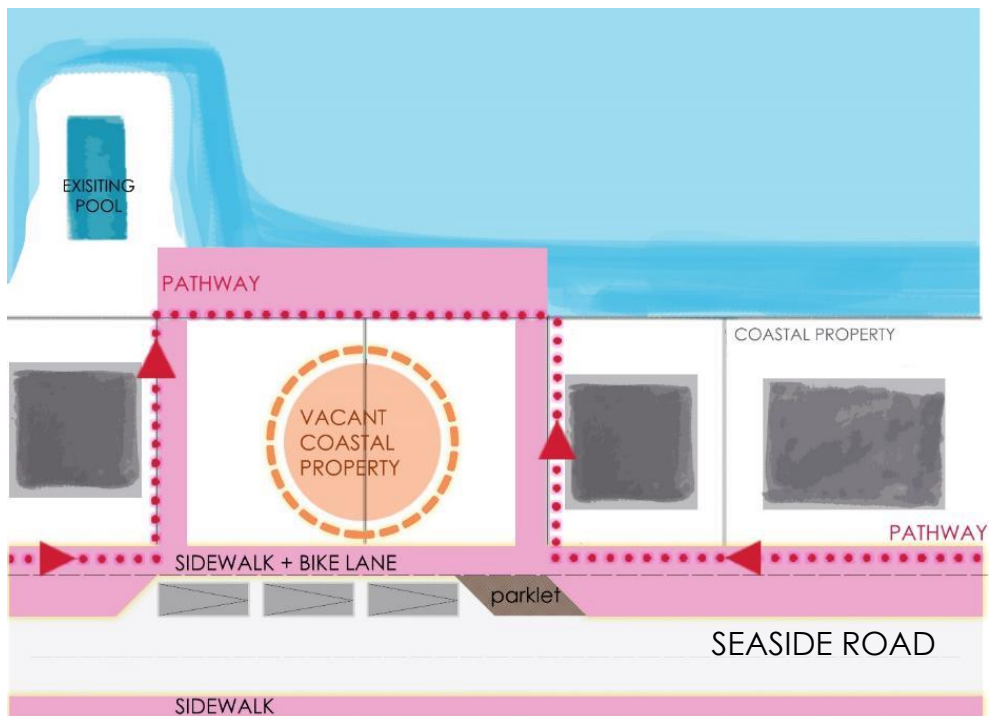 EXISITING
POOL
PATHWAY
COASTAL PROPERTY
VACANT
COASTAL
PROPERTY
PATHWAY
SIDEWALK + BIKE LANE
parklet
SEASIDE ROAD
SIDEWALK